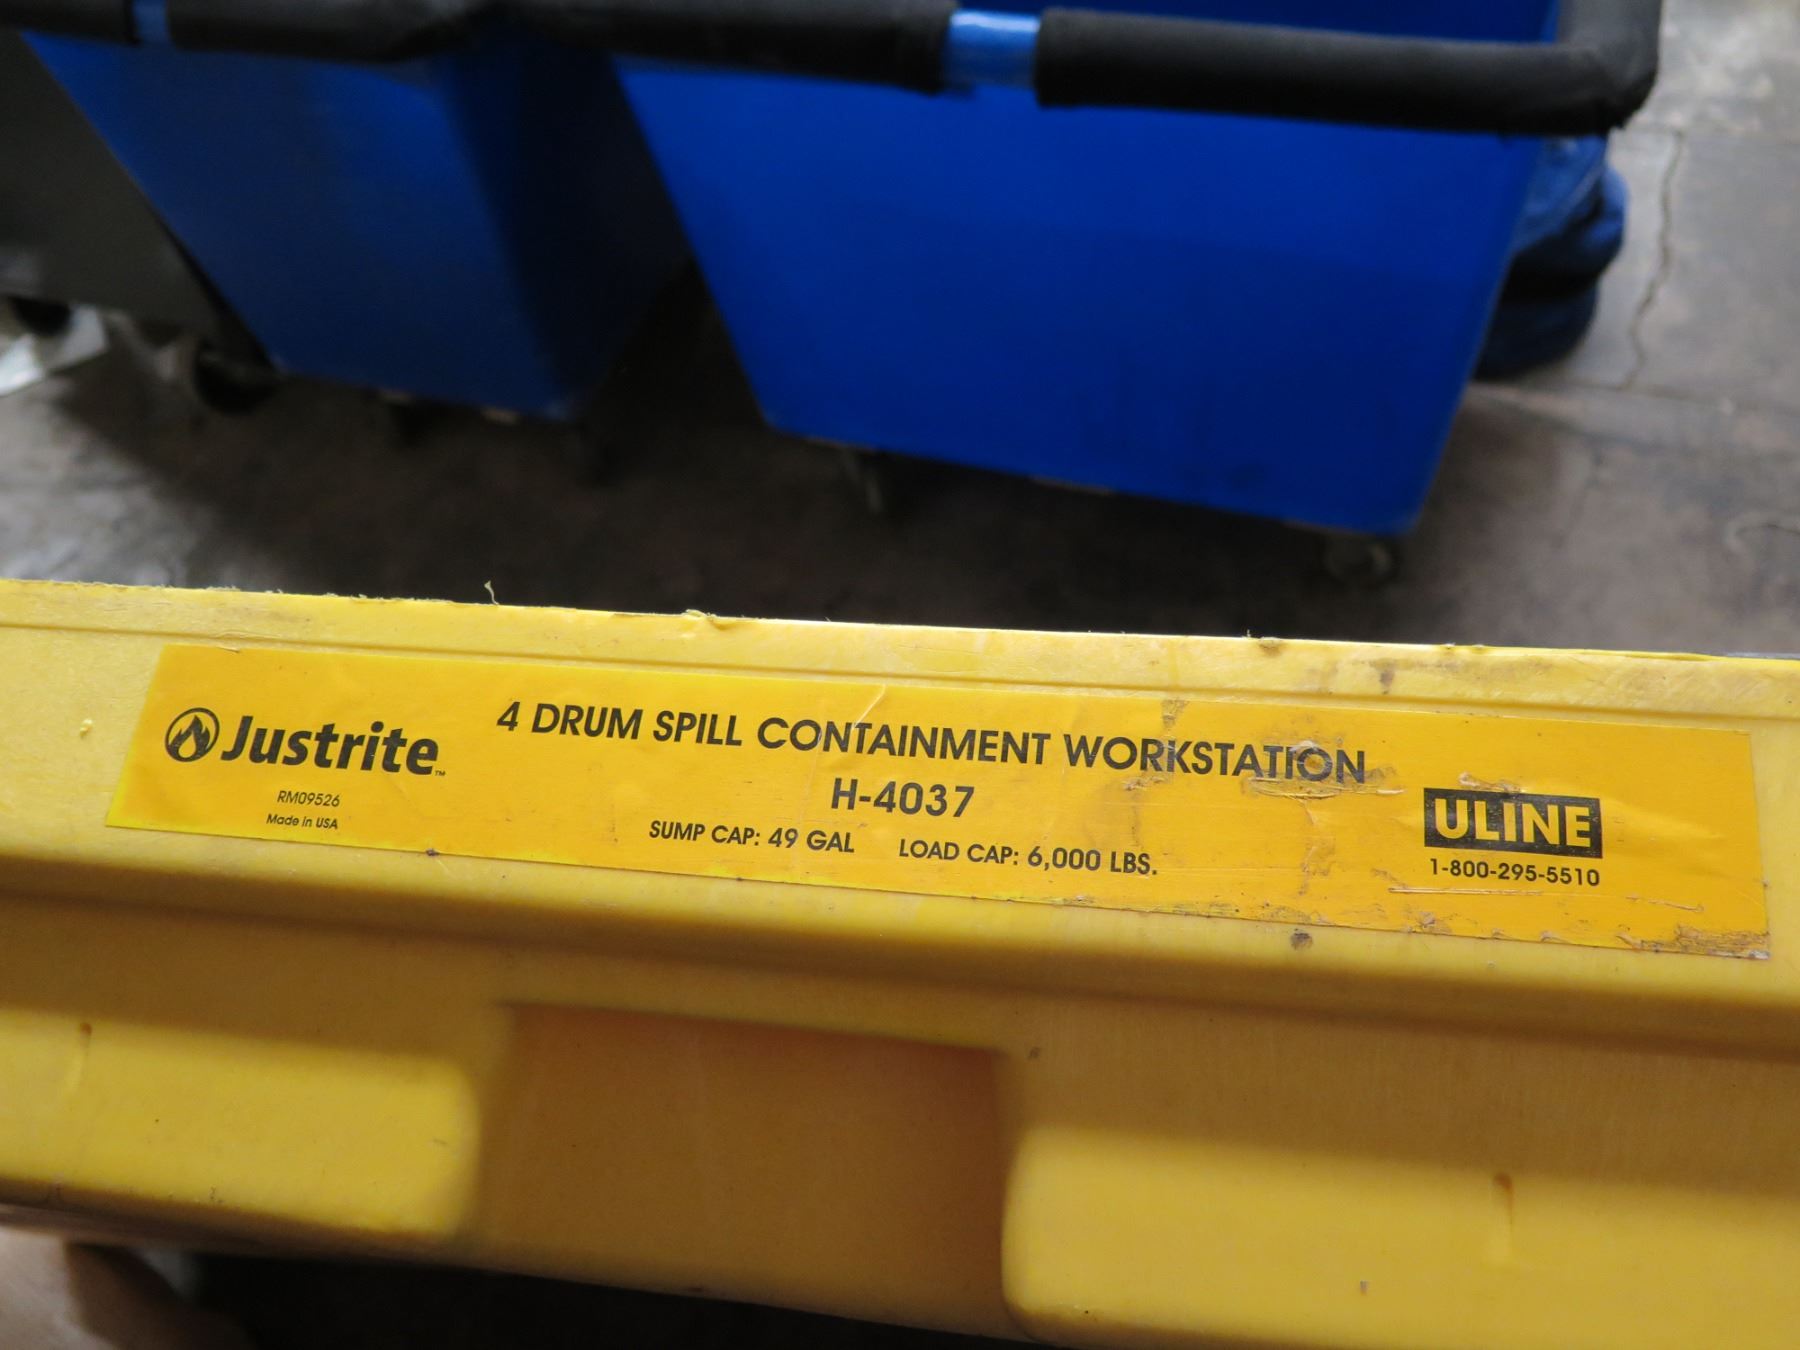 Justrite™
RM09526
Made in USA
4 DRUM SPILL CONTAINMENT WORKSTATION
H-4037
SUMP CAP: 49 GAL LOAD CAP: 6,000 LBS.
ULINE
1-800-295-5510